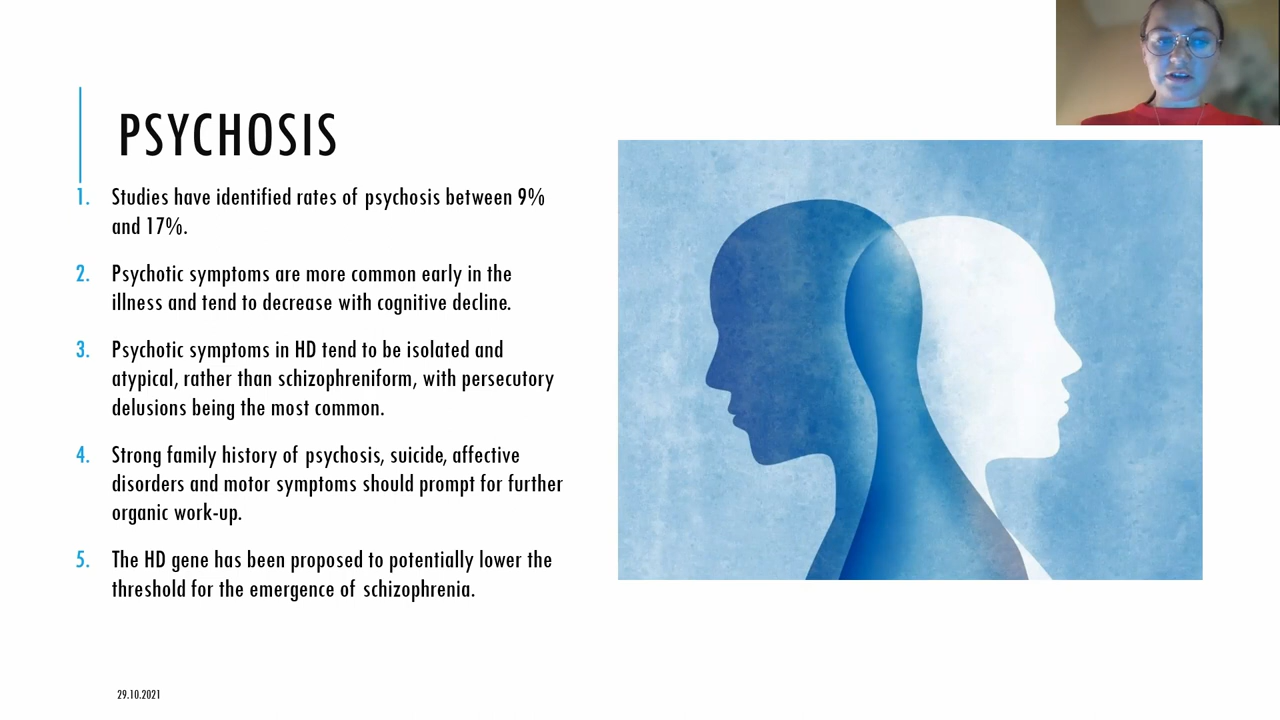 PSYCHOSIS
1. Studies have identified rates of psychosis between 9%
and 17%.
2. Psychotic symptoms are more common early in the
illness and tend to decrease with cognitive decline.
3. Psychotic symptoms in HD tend to be isolated and
atypical, rather than schizophreniform, with persecutory
delusions being the most common.
4. Strong family history of psychosis, suicide, affective
disorders and motor symptoms should prompt for further
organic work-up.
5. The HD gene has been proposed to potentially lower the
threshold for the emergence of schizophrenia.
29.10.2021